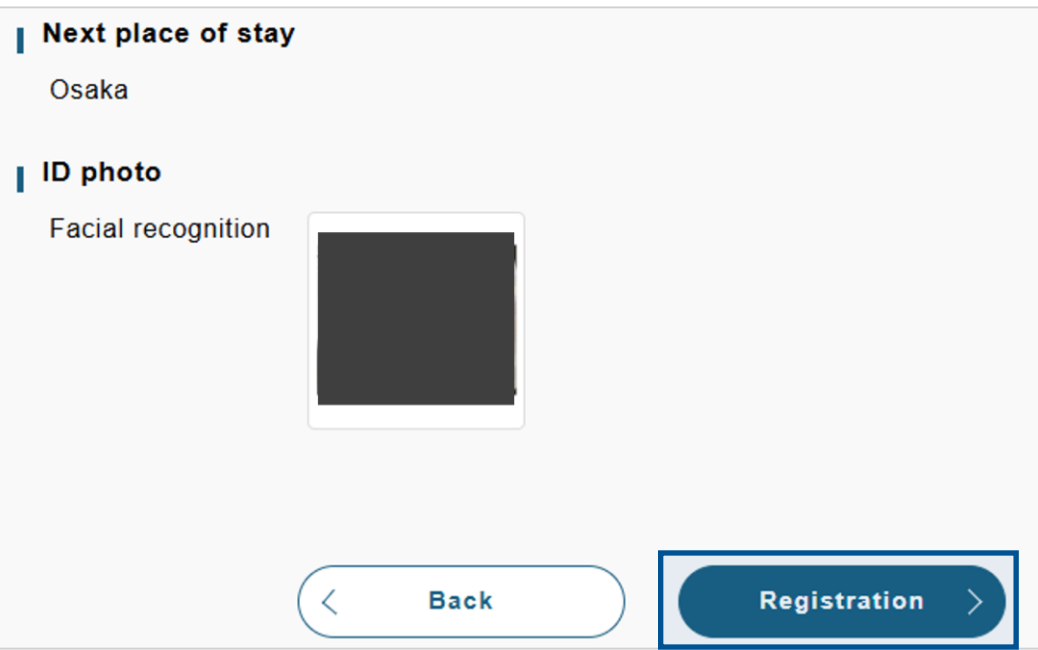 Next place of stay
Osaka
ID photo
Facial recognition
Back
Registration